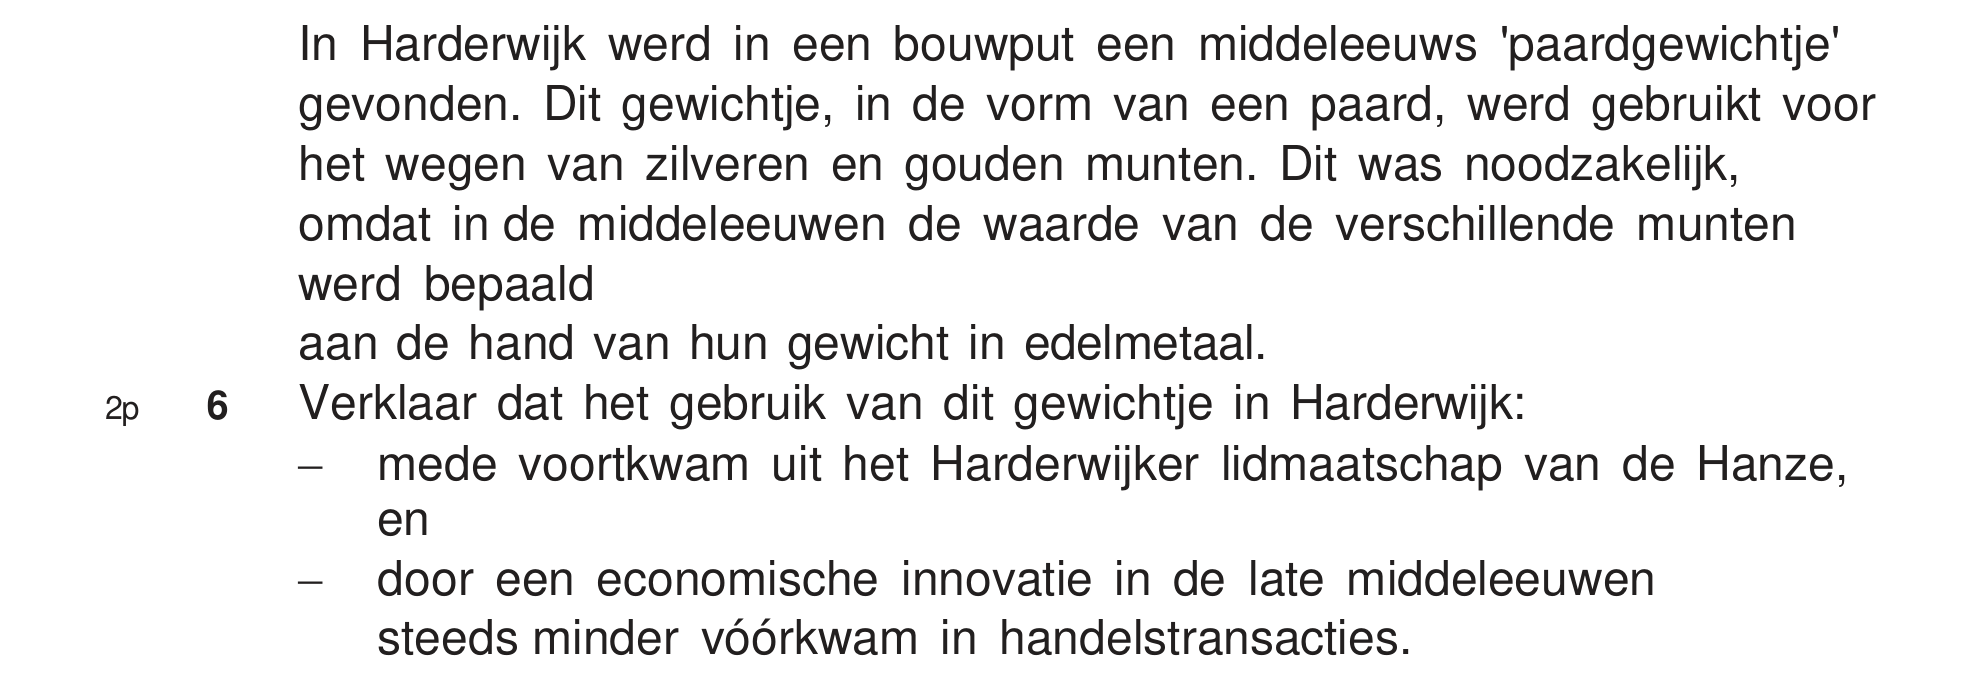 In Harderwijk werd in een bouwput een middeleeuws 'paardgewichtje'
gevonden. Dit gewichtje, in de vorm van een paard, werd gebruikt voor
het wegen van zilveren en gouden munten. Dit was noodzakelijk,
omdat in de middeleeuwen de waarde van de verschillende munten
werd bepaald
aan de hand van hun gewicht in edelmetaal.
2p 6 Verklaar dat het gebruik van dit gewichtje in Harderwijk:
– mede voortkwam uit het Harderwijker lidmaatschap van de Hanze,
en
– door een economische innovatie in de late middeleeuwen
steeds minder vóórkwam in handelstransacties.